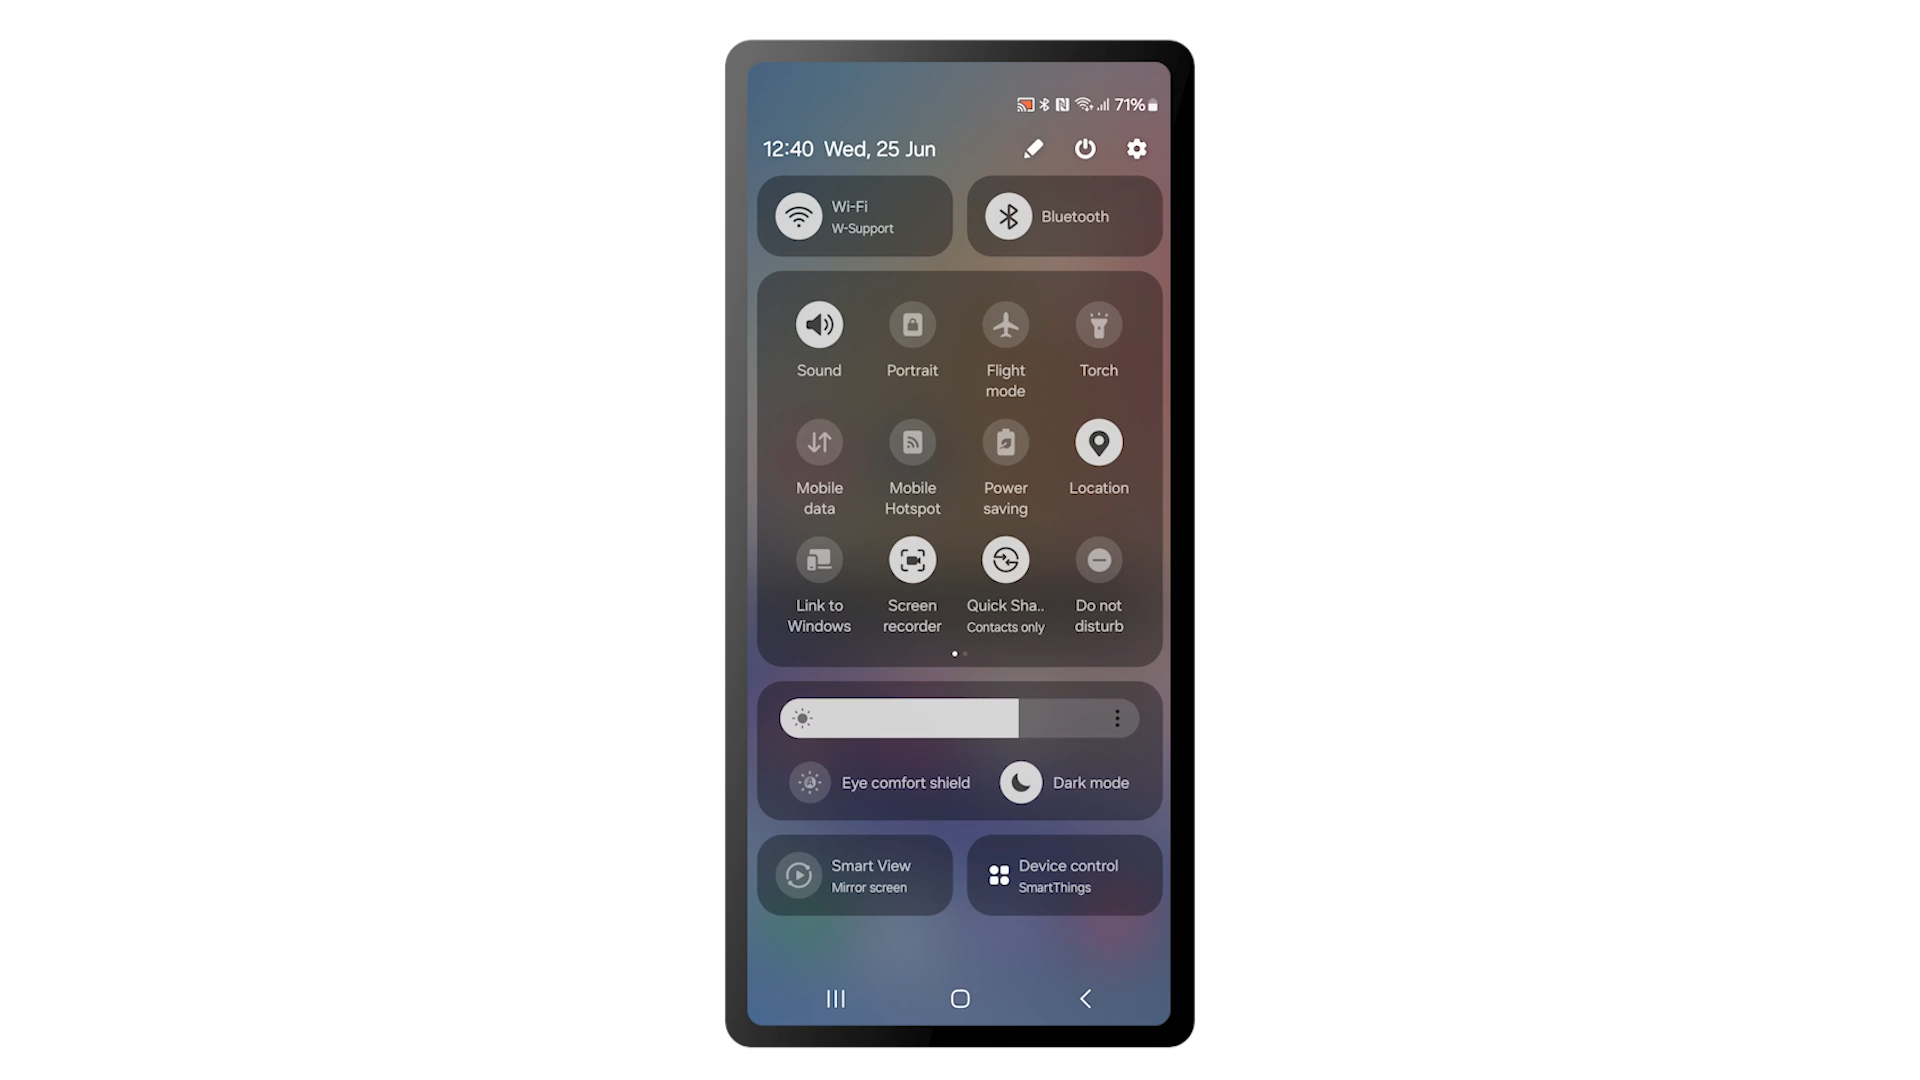 71%
12:40 Wed, 25 Jun
Wi-Fi
W-Support
Bluetooth
Sound
Portrait
Flight
mode
Torch
Mobile
data
Mobile
Hotspot
Power
saving
Location
Link to
Windows
Screen
recorder
Quick Sha..
Contacts only
Do not
disturb
Eye comfort shield
Dark mode
Smart View
Mirror screen
Device control
SmartThings